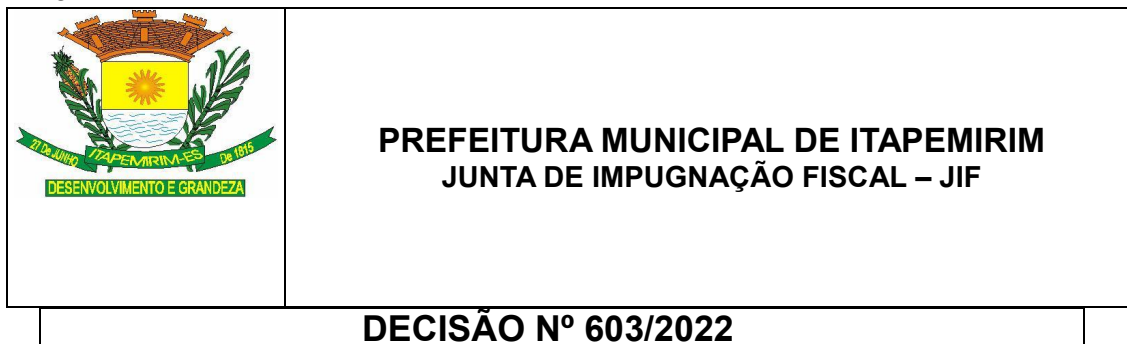 27 De JUNHO ITAPEMIRIM-ES De 1815
DESENVOLVIMENTO E GRANDEZA
PREFEITURA MUNICIPAL DE ITAPEMIRIM
JUNTA DE IMPUGNAÇÃO FISCAL – JIF
DECISÃO Nº 603/2022